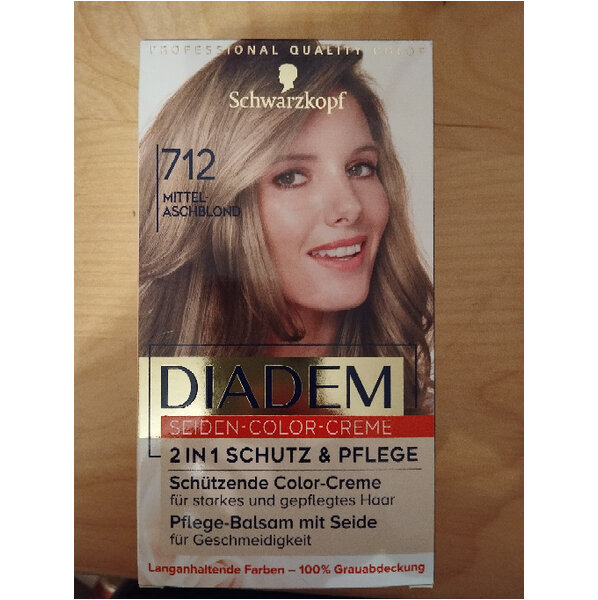 PROFESSIONAL QUALITY COLOR
Schwarzkopf
712
MITTEL-
ASCHBLOND
DIADEM
SEIDEN-COLOR-CREME
2 IN 1 SCHUTZ & PFLEGE
Schützende Color-Creme
für starkes und gepflegtes Haar
Pflege-Balsam mit Seide
für Geschmeidigkeit
Langanhaltende Farben – 100% Grauabdeckung